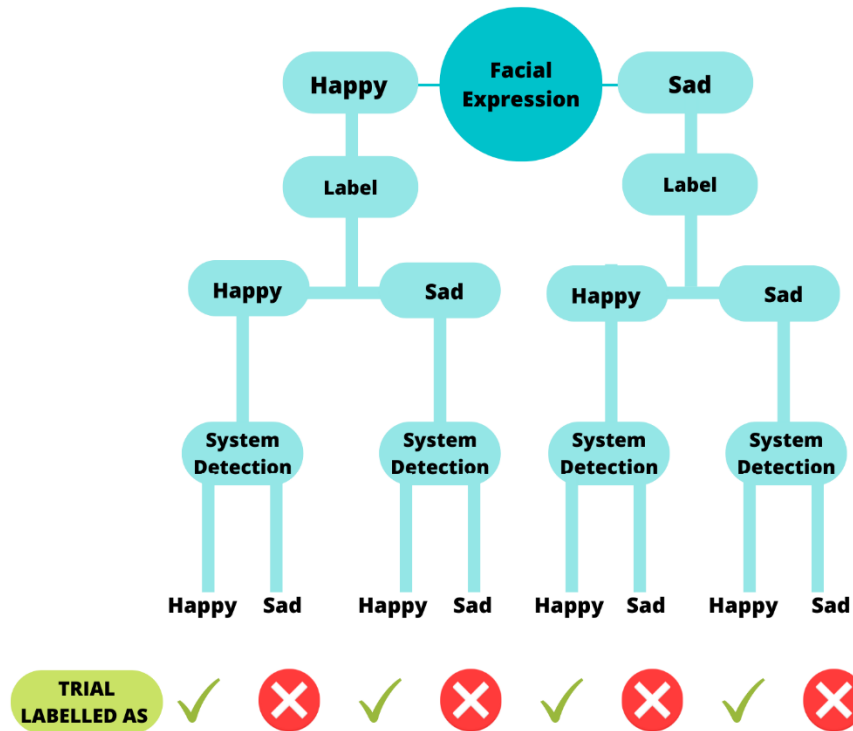 Facial
Expression
Happy
Sad
Label
Label
Happy
Sad
Happy
Sad
System
Detection
System
Detection
System
Detection
System
Detection
Happy
Sad
Happy
Sad
Happy
Sad
Happy
Sad
TRIAL
LABELLED AS